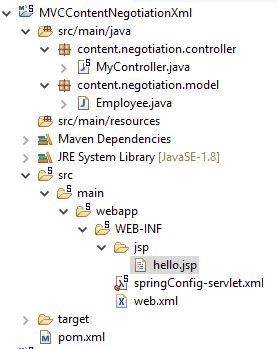 MVCContentNegotiationXml
src/main/java
content.negotiation.controller
MyController.java
content.negotiation.model
Employee.java
src/main/resources
Maven Dependencies
JRE System Library [JavaSE-1.8]
src
main
webapp
WEB-INF
jsp
hello.jsp
springConfig-servlet.xml
web.xml
target
pom.xml